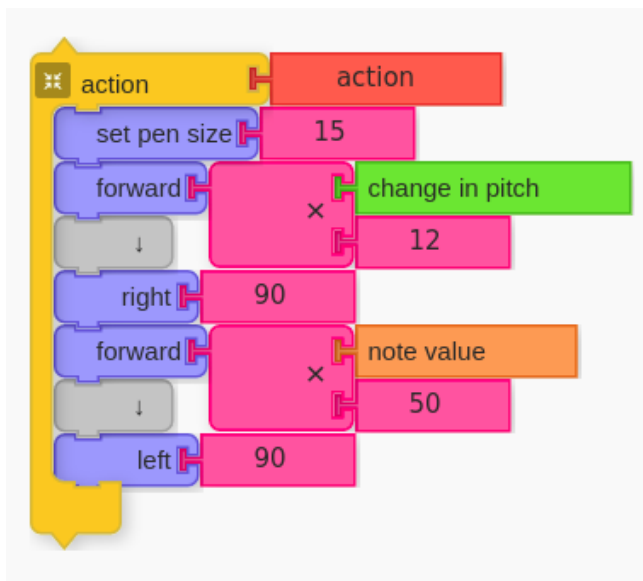 action action
set pen size 15
forward × change in pitch
↓ 12
right 90
forward × note value
↓ 50
left 90